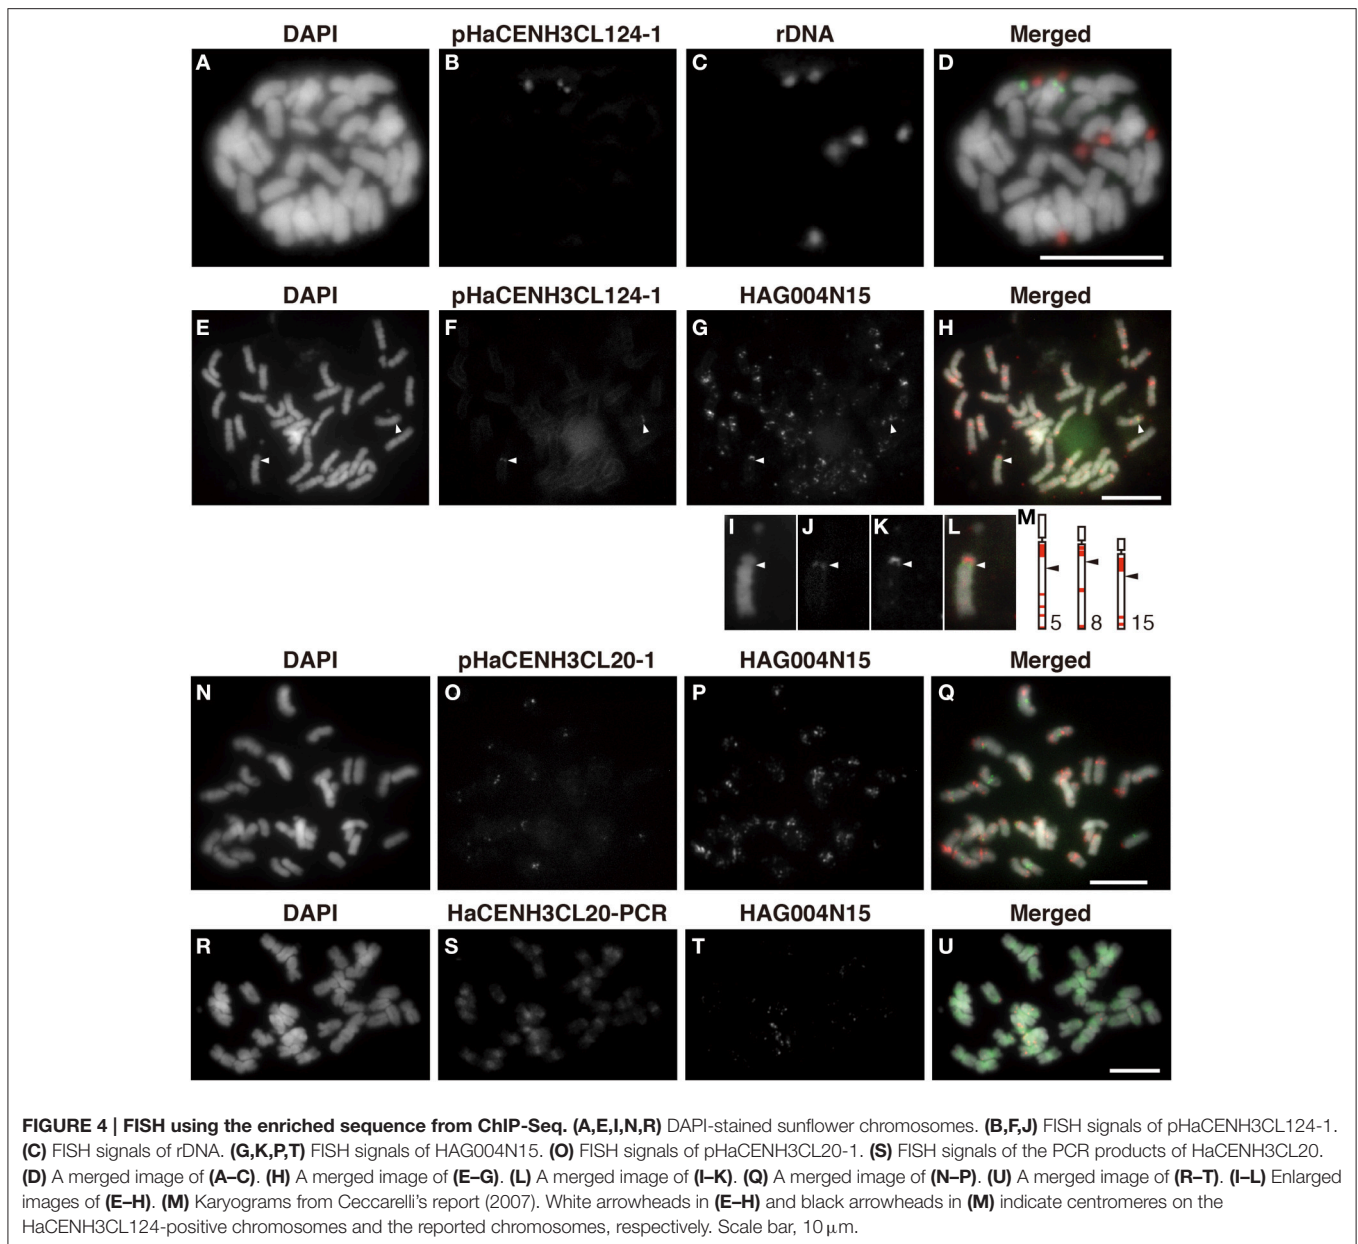 DAPI pHaCENH3CL124-1 rDNA Merged
A B C D
DAPI pHaCENH3CL124-1 HAG004N15 Merged
E F G H
I J K L M
5 8 15
DAPI pHaCENH3CL20-1 HAG004N15 Merged
N O P Q
DAPI HaCENH3CL20-PCR HAG004N15 Merged
R S T U
FIGURE 4 | FISH using the enriched sequence from ChIP-Seq. (A,E,I,N,R) DAPI-stained sunflower chromosomes. (B,F,J) FISH signals of pHaCENH3CL124-1.
(C) FISH signals of rDNA. (G,K,P,T) FISH signals of HAG004N15. (O) FISH signals of pHaCENH3CL20-1. (S) FISH signals of the PCR products of HaCENH3CL20.
(D) A merged image of (A–C). (H) A merged image of (E–G). (L) A merged image of (I–K). (Q) A merged image of (N–P). (U) A merged image of (R–T). (I–L) Enlarged
images of (E–H). (M) Karyograms from Ceccarelli's report (2007). White arrowheads in (E–H) and black arrowheads in (M) indicate centromeres on the
HaCENH3CL124-positive chromosomes and the reported chromosomes, respectively. Scale bar, 10 μm.